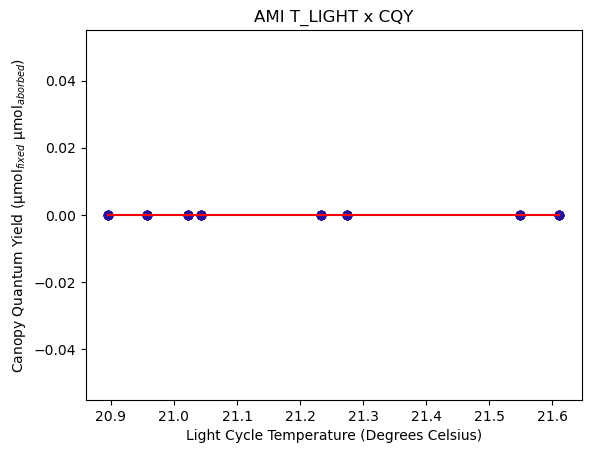 AMI T_LIGHT x CQY
Canopy Quantum Yield (µmol_fixed µmol_aborbed)
0.04
0.02
0.00
−0.02
−0.04
20.9 21.0 21.1 21.2 21.3 21.4 21.5 21.6
Light Cycle Temperature (Degrees Celsius)